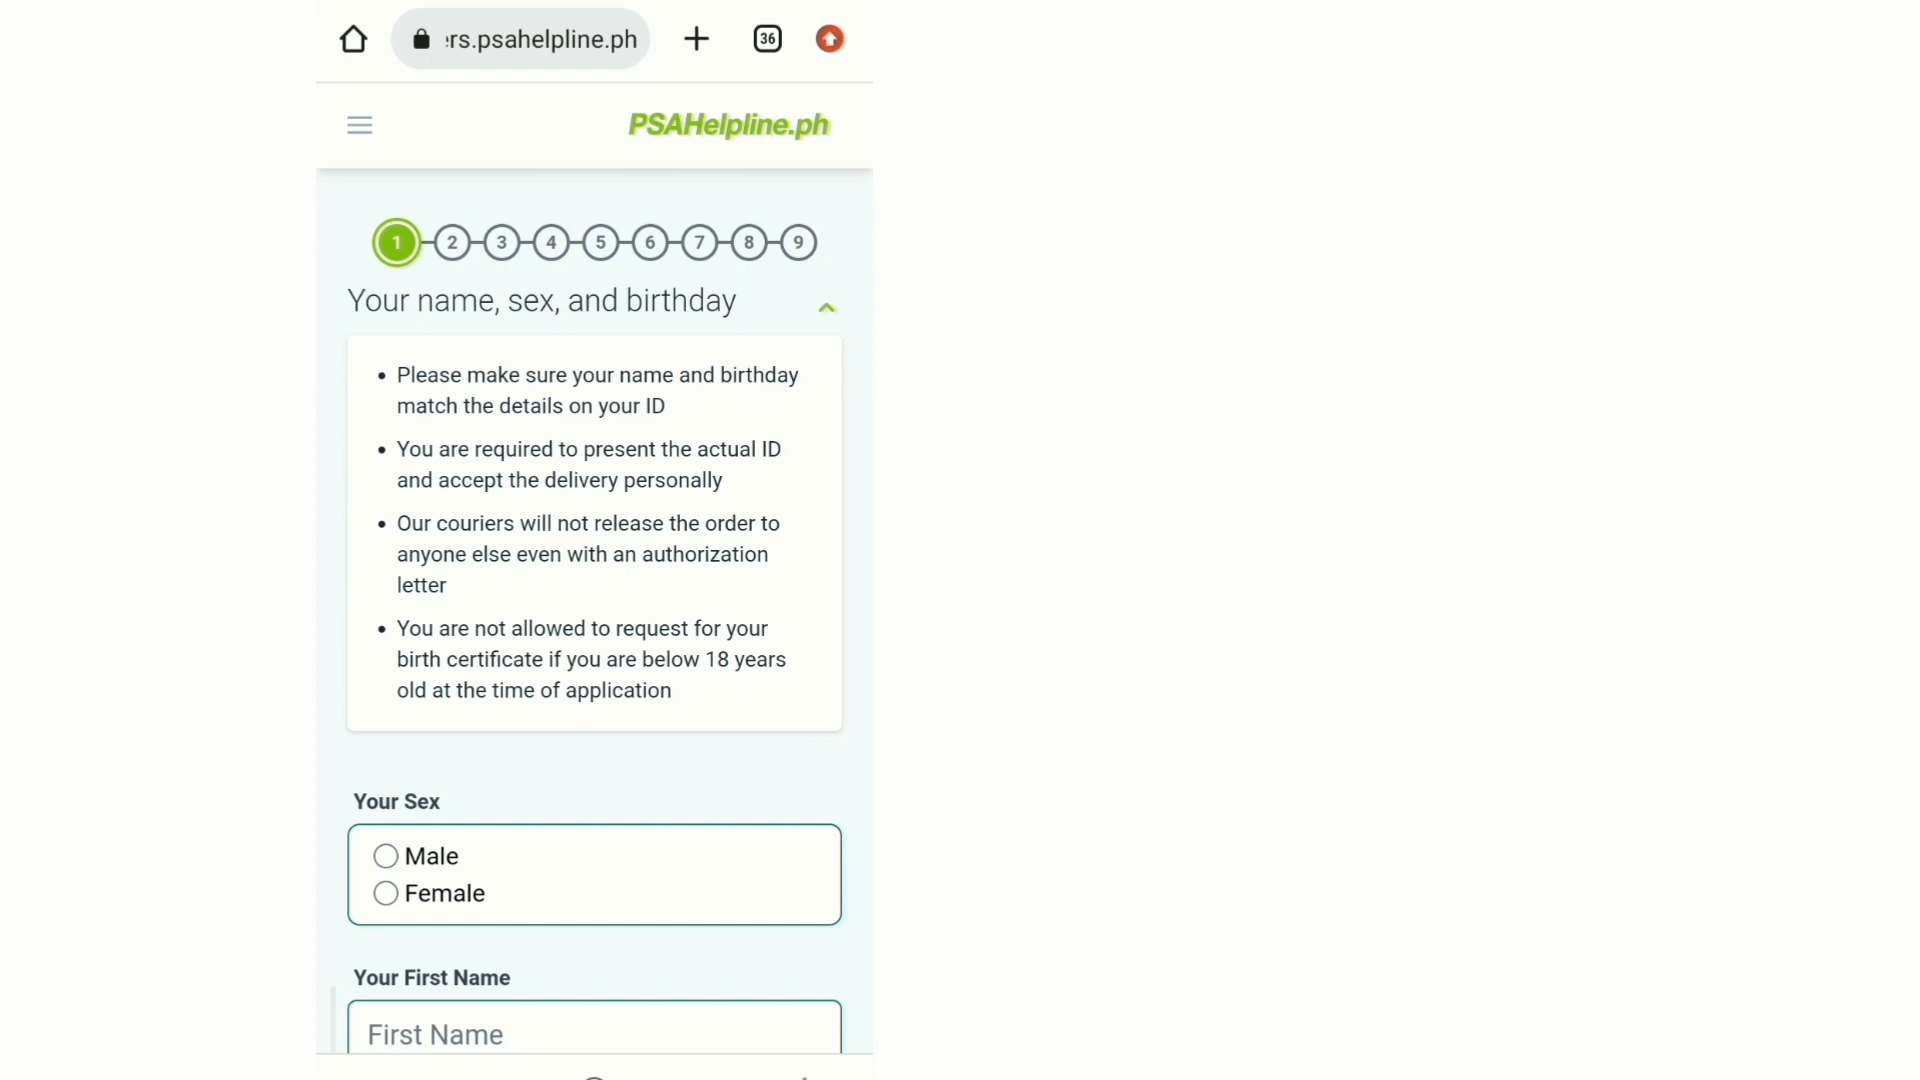 ers.psahelpline.ph
36
PSAHelpline.ph
1 2 3 4 5 6 7 8 9
Your name, sex, and birthday
• Please make sure your name and birthday
match the details on your ID
• You are required to present the actual ID
and accept the delivery personally
• Our couriers will not release the order to
anyone else even with an authorization
letter
• You are not allowed to request for your
birth certificate if you are below 18 years
old at the time of application
Your Sex
Male
Female
Your First Name
First Name